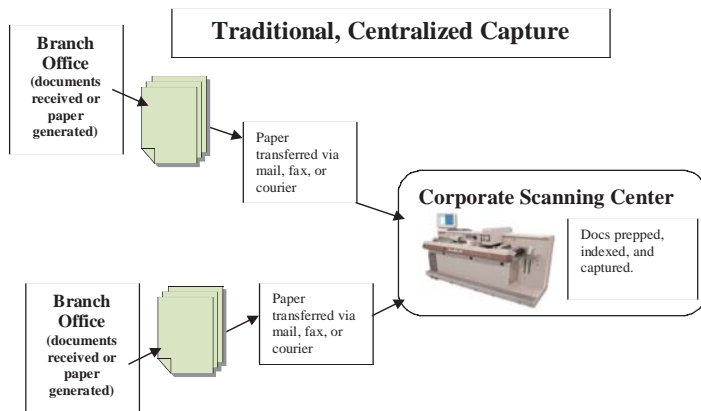 Traditional, Centralized Capture
Branch
Office
(documents
received or
paper
generated)
Paper
transferred via
mail, fax, or
courier
Corporate Scanning Center
Docs prepped,
indexed, and
captured.
Branch
Office
(documents
received or
paper
generated)
Paper
transferred via
mail, fax, or
courier